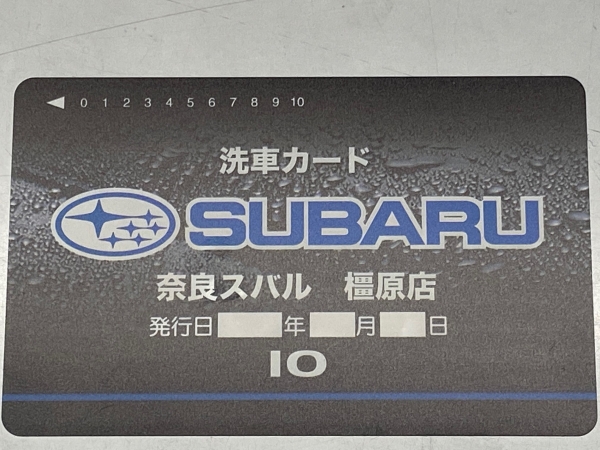 ◀ 0 1 2 3 4 5 6 7 8 9 10
洗車カード
SUBARU
奈良スバル 橿原店
発行日 年 月 日
10